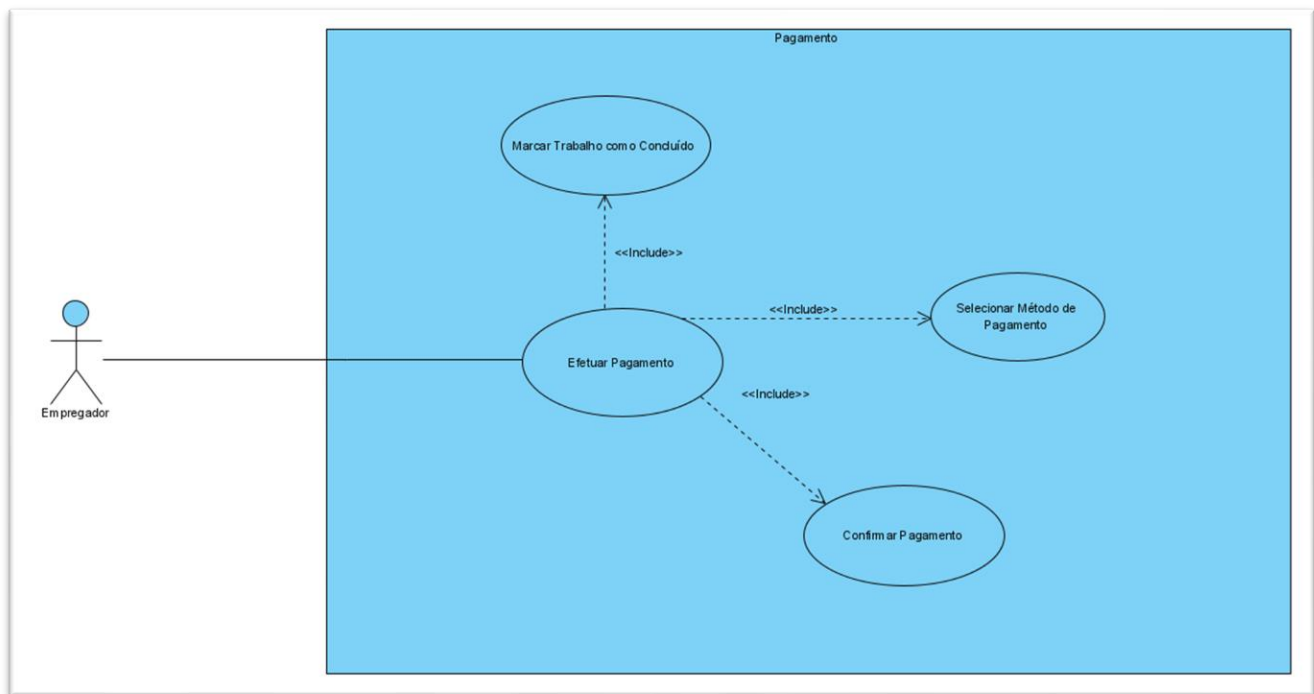 Pagamento
Marcar Trabalho como Concluído
<<Include>>
<<Include>>
Selecionar Método de
Pagamento
Efetuar Pagamento
<<Include>>
Empregador
Confirmar Pagamento